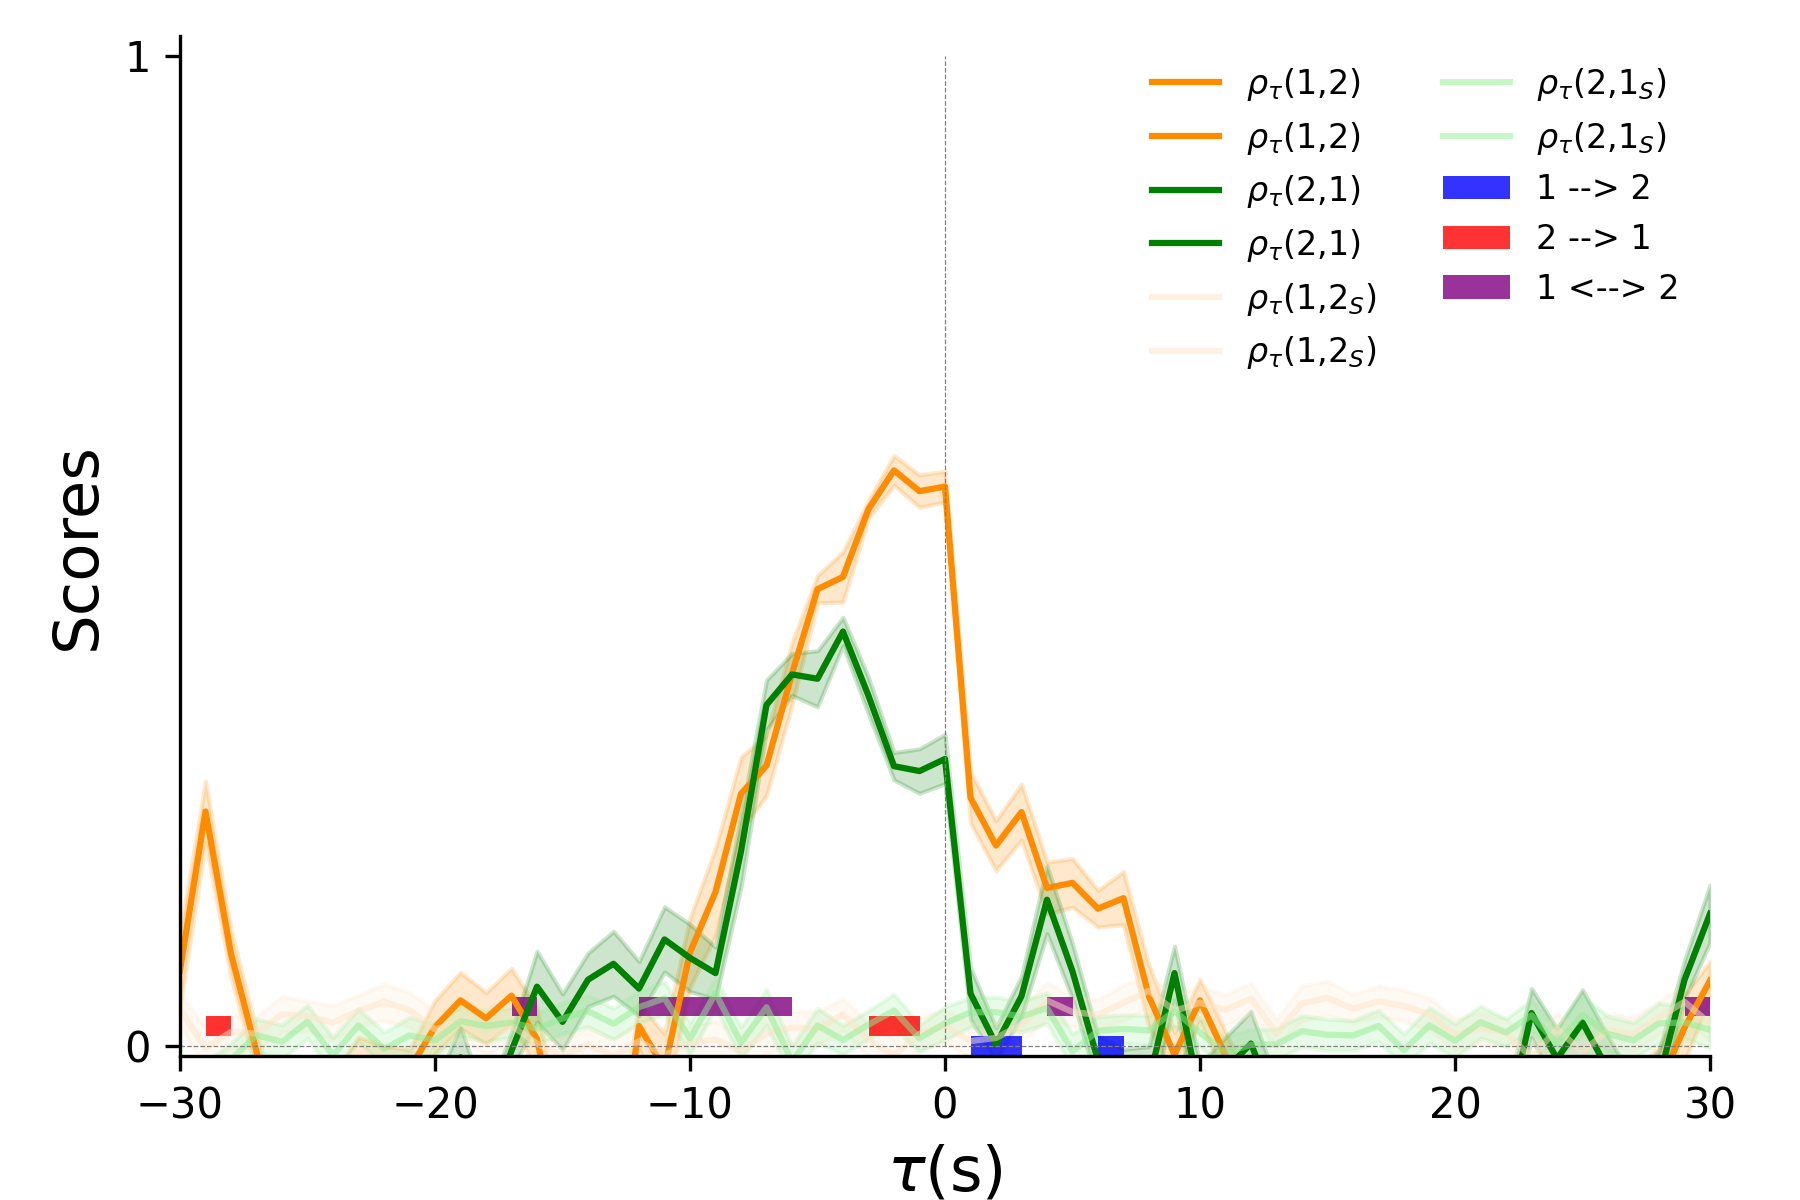 1
0
Scores
−30 −20 −10 0 10 20 30
τ(s)
ρτ(1,2)
ρτ(1,2)
ρτ(2,1)
ρτ(2,1)
ρτ(1,2S)
ρτ(1,2S)
ρτ(2,1S)
ρτ(2,1S)
1 --> 2
2 --> 1
1 <--> 2